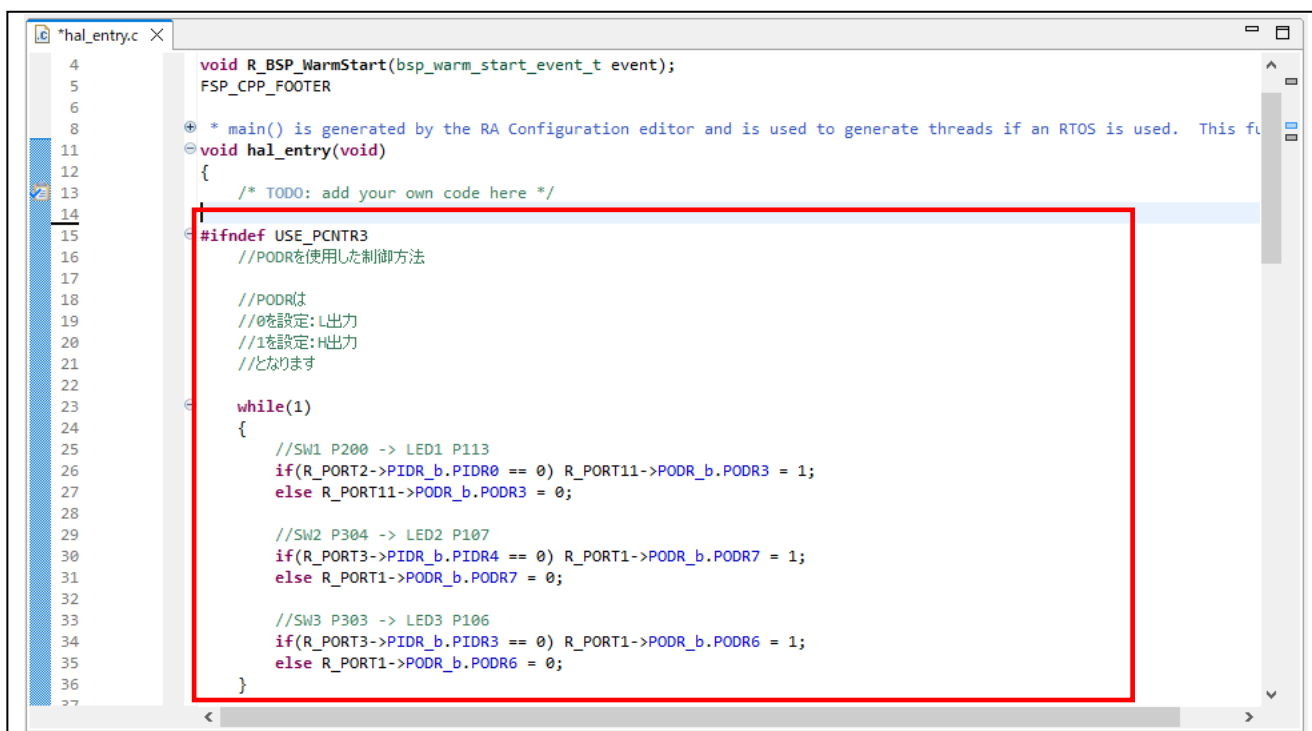 *hal_entry.c
4 void R_BSP_WarmStart(bsp_warm_start_event_t event);
5 FSP_CPP_FOOTER
6
8 * main() is generated by the RA Configuration editor and is used to generate threads if an RTOS is used.  This fu
11 void hal_entry(void)
12 {
13     /* TODO: add your own code here */
14
15 #ifndef USE_PCNTR3
16     //PODRを使用した制御方法
17
18     //PODRは
19     //0を設定:L出力
20     //1を設定:H出力
21     //となります
22
23     while(1)
24     {
25         //SW1 P200 -> LED1 P113
26         if(R_PORT2->PIDR_b.PIDR0 == 0) R_PORT11->PODR_b.PODR3 = 1;
27         else R_PORT11->PODR_b.PODR3 = 0;
28
29         //SW2 P304 -> LED2 P107
30         if(R_PORT3->PIDR_b.PIDR4 == 0) R_PORT1->PODR_b.PODR7 = 1;
31         else R_PORT1->PODR_b.PODR7 = 0;
32
33         //SW3 P303 -> LED3 P106
34         if(R_PORT3->PIDR_b.PIDR3 == 0) R_PORT1->PODR_b.PODR6 = 1;
35         else R_PORT1->PODR_b.PODR6 = 0;
36     }
37